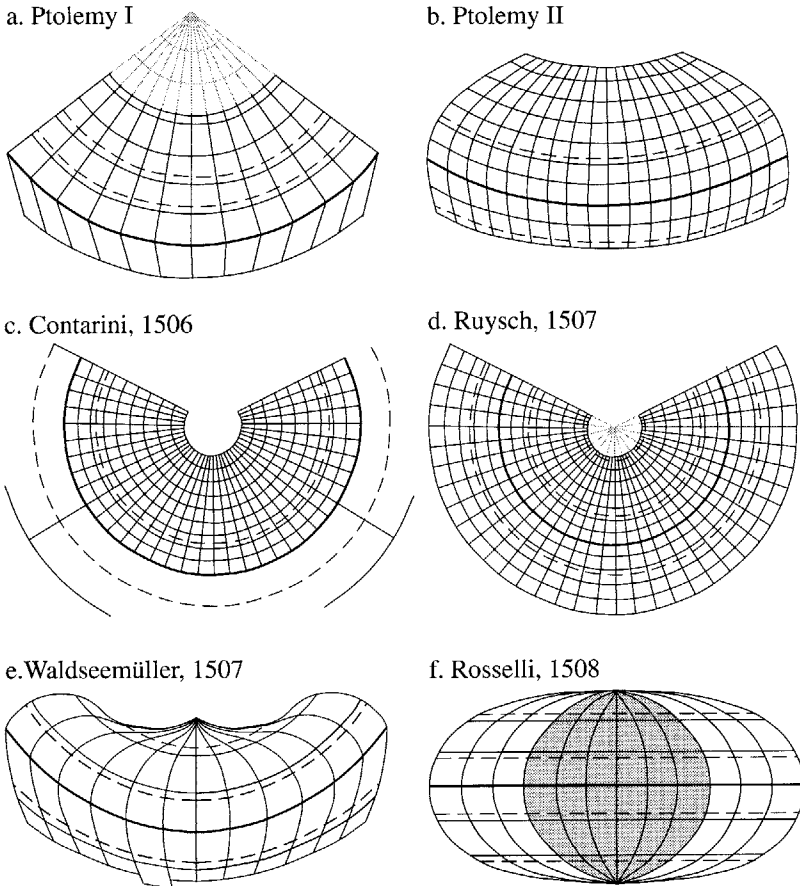 a. Ptolemy I
b. Ptolemy II
c. Contarini, 1506
d. Ruysch, 1507
e.Waldseemüller, 1507
f. Rosselli, 1508